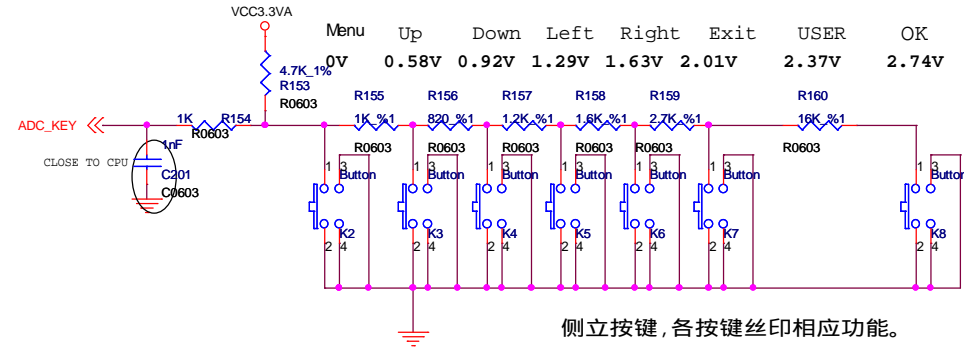 VCC3.3VA
Menu Up Down Left Right Exit USER OK
0V 0.58V 0.92V 1.29V 1.63V 2.01V 2.37V 2.74V
4.7K_1%
R153
R0603
R155 R156 R157 R158 R159 R160
ADC_KEY 1K R154 1K_%1 820_%1 1.2K_%1 1.6K_%1 2.7K_%1 16K_%1
R0603 R0603 R0603 R0603 R0603 R0603 R0603
1nF
CLOSE TO CPU
C201
C0603
1 3 1 3 1 3 1 3 1 3 1 3 1 3
Button Button Button Button Button Button Button
K2 K3 K4 K5 K6 K7 K8
2 4 2 4 2 4 2 4 2 4 2 4 2 4
侧立按键,各按键丝印相应功能。